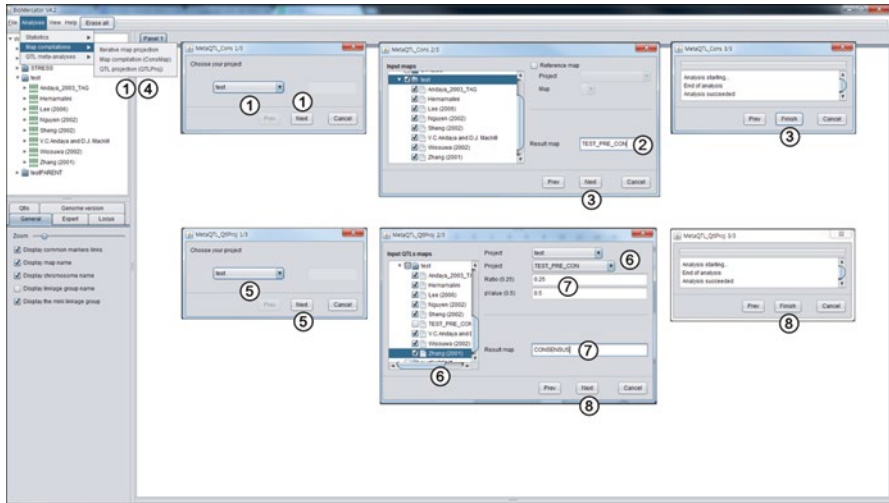 BioMercator V4.2
File Analyses View Help Erase all
Statistics
Map compilations
QTL meta-analyses
Iterative map projection
Map compilation (ConsMap)
QTL projection (QTLProj)
① ④
STRESS
test
Andaya_2003_TAG
Hemamalini
Lee (2006)
Nguyen (2002)
Sheng (2002)
V.C Andaya and D.J. Mackill
Wissuwa (2002)
Zhang (2001)
testPARENT
Qtls Genome version
General Expert Locus
Zoom
Display common markers links
Display map name
Display chromosome name
Display linkage group name
Display the mini linkage group
Panel 1
MetaQTL_Cons 1/3
Choose your project
test
① ①
Prev Next Cancel
MetaQTL_Cons 2/3
Input maps
test
Andaya_2003_TAG
Hemamalini
Lee (2006)
Nguyen (2002)
Sheng (2002)
V.C Andaya and D.J. Mackill
Wissuwa (2002)
Zhang (2001)
Reference map
Project
Map
Result map TEST_PRE_CON
②
Prev Next Cancel
③
MetaQTL_Cons 3/3
Analysis starting...
End of analysis
Analysis succeeded
Prev Finish Cancel
③
MetaQTL_QtlProj 1/3
Choose your project
test
⑤
Prev Next Cancel
⑤
MetaQTL_QtlProj 2/3
Input QTLs maps
test
Andaya_2003_TA
Hemamalini
Lee (2006)
Nguyen (2002)
Sheng (2002)
TEST_PRE_CON
V.C Andaya and D
Wissuwa (2002)
Zhang (2001)
⑥
Project test
Project TEST_PRE_CON
⑥
Ratio (0.25) 0.25
⑦
pValue (0.5) 0.5
Result map CONSENSUS
⑦
Prev Next Cancel
⑧
MetaQTL_QtlProj 3/3
Analysis starting...
End of analysis
Analysis succeeded
Prev Finish Cancel
⑧